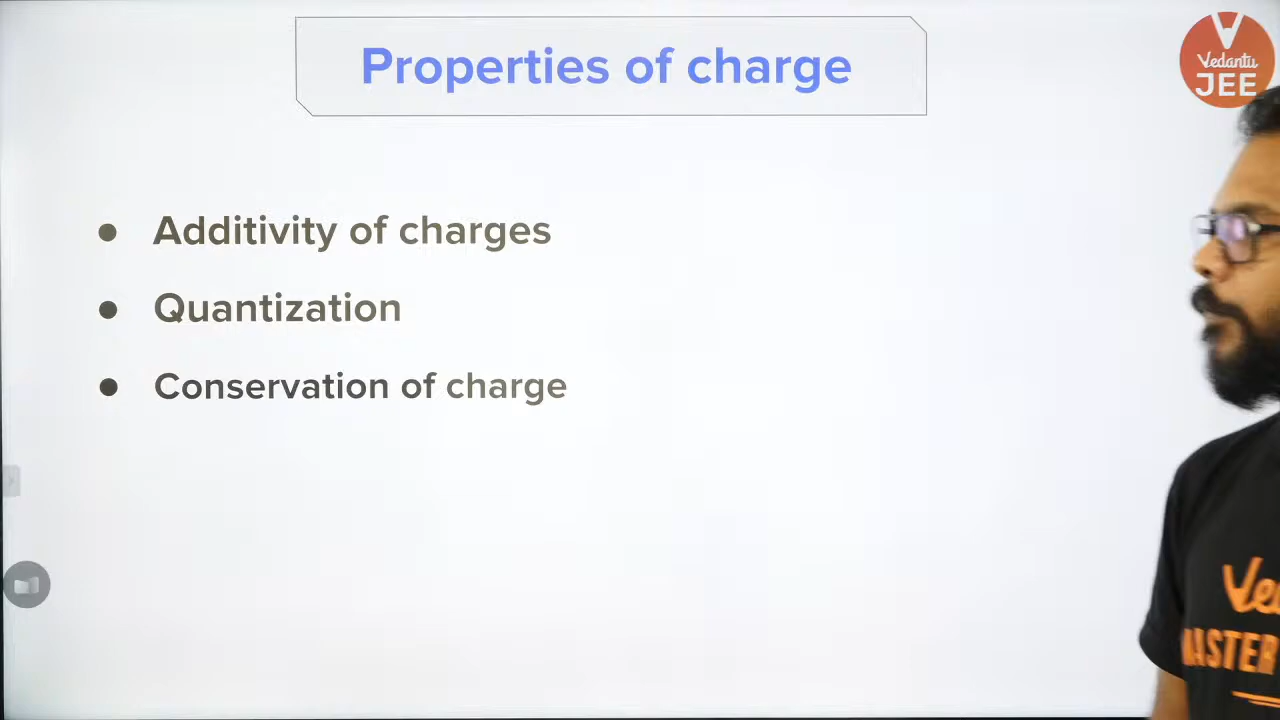 Properties of charge
Vedantu
JEE
Additivity of charges
Quantization
Conservation of charge